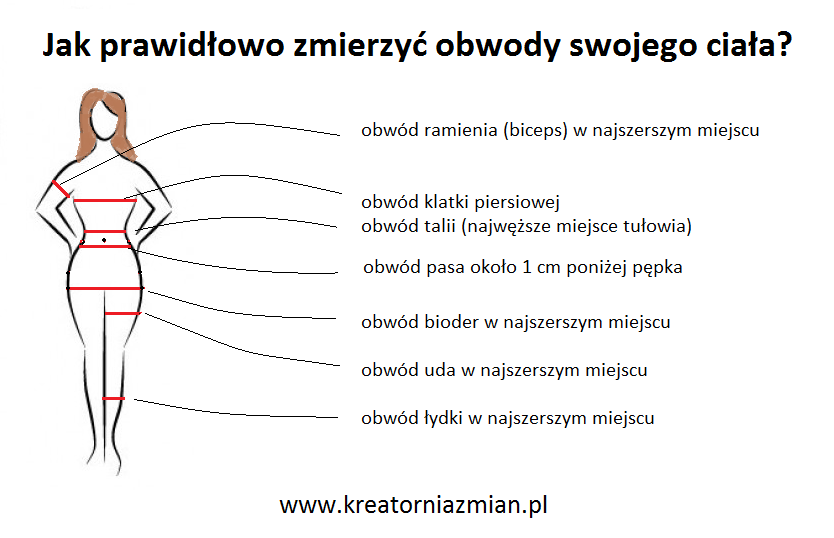 Jak prawidłowo zmierzyć obwody swojego ciała?
obwód ramienia (biceps) w najszerszym miejscu
obwód klatki piersiowej
obwód talii (najwęższe miejsce tułowia)
obwód pasa około 1 cm poniżej pępka
obwód bioder w najszerszym miejscu
obwód uda w najszerszym miejscu
obwód łydki w najszerszym miejscu
www.kreatorniazmian.pl